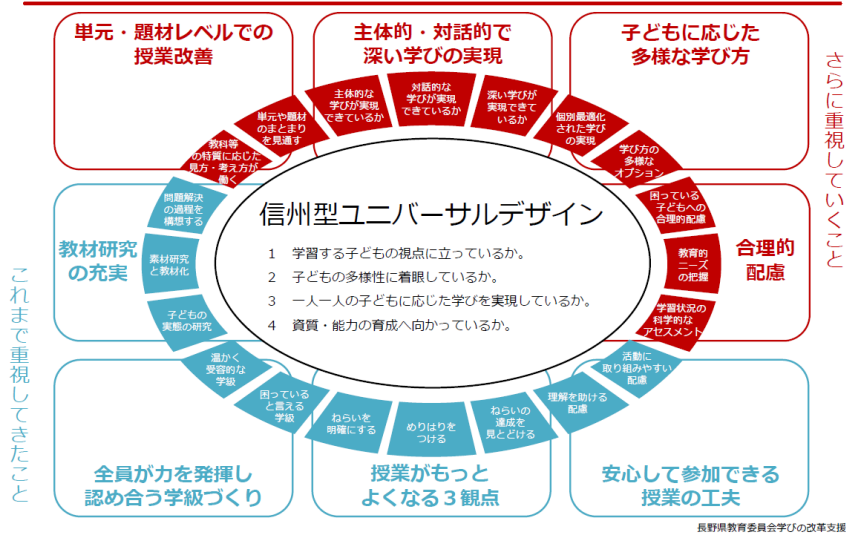 単元・題材レベルでの
授業改善
主体的・対話的で
深い学びの実現
子どもに応じた
多様な学び方
さらに重視していくこと
教科等
の特質に応じた
見方・考え方が
働く
単元や題材
のまとまり
を見通す
主体的な
学びが実現
できているか
対話的な
学びが実現
できているか
深い学びが
実現できて
いるか
個別最適化
された学び
の実現
学び方の
多様な
オプション
困っている
子どもへの
合理的配慮
教育的
ニーズ
の把握
学習状況の
科学的な
アセスメント
合理的
配慮
信州型ユニバーサルデザイン
1 学習する子どもの視点に立っているか。
2 子どもの多様性に着眼しているか。
3 一人一人の子どもに応じた学びを実現しているか。
4 資質・能力の育成へ向かっているか。
教材研究
の充実
問題解決
の過程を
構想する
素材研究
と教材化
子どもの
実態の研究
これまで重視してきたこと
温かく
受容的な
学級
困っている
と言える
学級
ねらいを
明確にする
めりはりを
つける
ねらいの
達成を
見とどける
理解を助ける
配慮
活動に
取り組みやすい
配慮
全員が力を発揮し
認め合う学級づくり
授業がもっと
よくなる3観点
安心して参加できる
授業の工夫
長野県教育委員会学びの改革支援